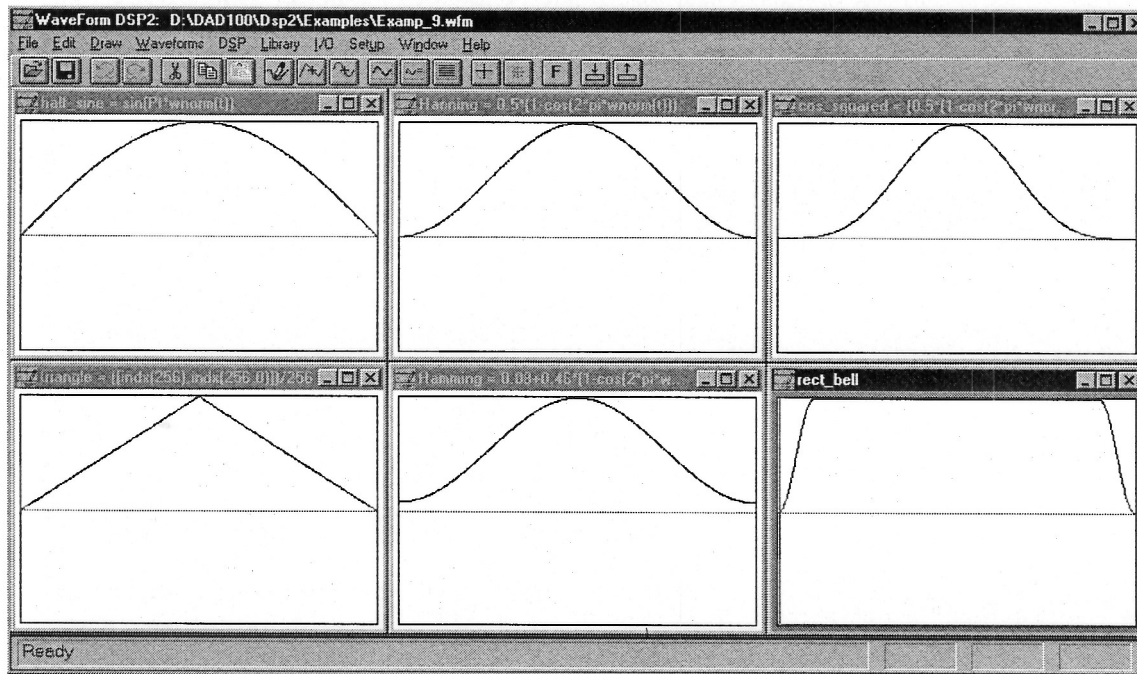 WaveForm DSP2: D:\DAD100\Dsp2\Examples\Examp_9.wfm
File Edit Draw Waveforms DSP Library I/O Setup Window Help
F
half_sine = sin(PI*wnorm(t))
Hanning = 0.5*(1-cos(2*pi*wnorm(t)))
cos_squared = (0.5*(1-cos(2*pi*wnor...
triangle = {(indx(256),indx(256,0)})/256
Hamming = 0.08+0.46*(1-cos(2*pi*w...
rect_bell
Ready